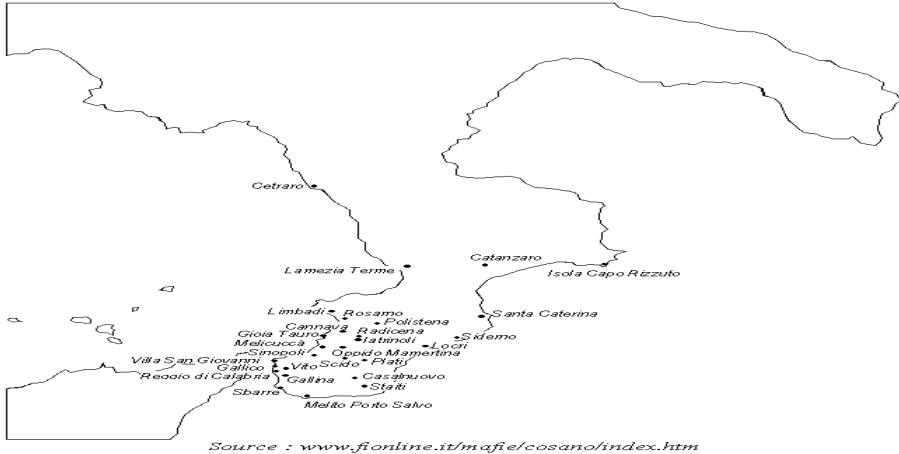 Cetraro
Catanzaro
Lamezia Terme
Isola Capo Rizzuto
Limbadi
Rosarno
Santa Caterina
Polistena
Cannava
Radicena
Gioia Tauro
Iatrinoli
Siderno
Melicuccà
Locri
Sinopoli
Oppido Mamertina
Villa San Giovanni
Scido
Plati
Gallico
Vito
Reggio di Calabria
Gallina
Casalnuovo
Staiti
Sbarre
Melito Porto Salvo
Source : www.fionline.it/mafie/cosano/index.htm